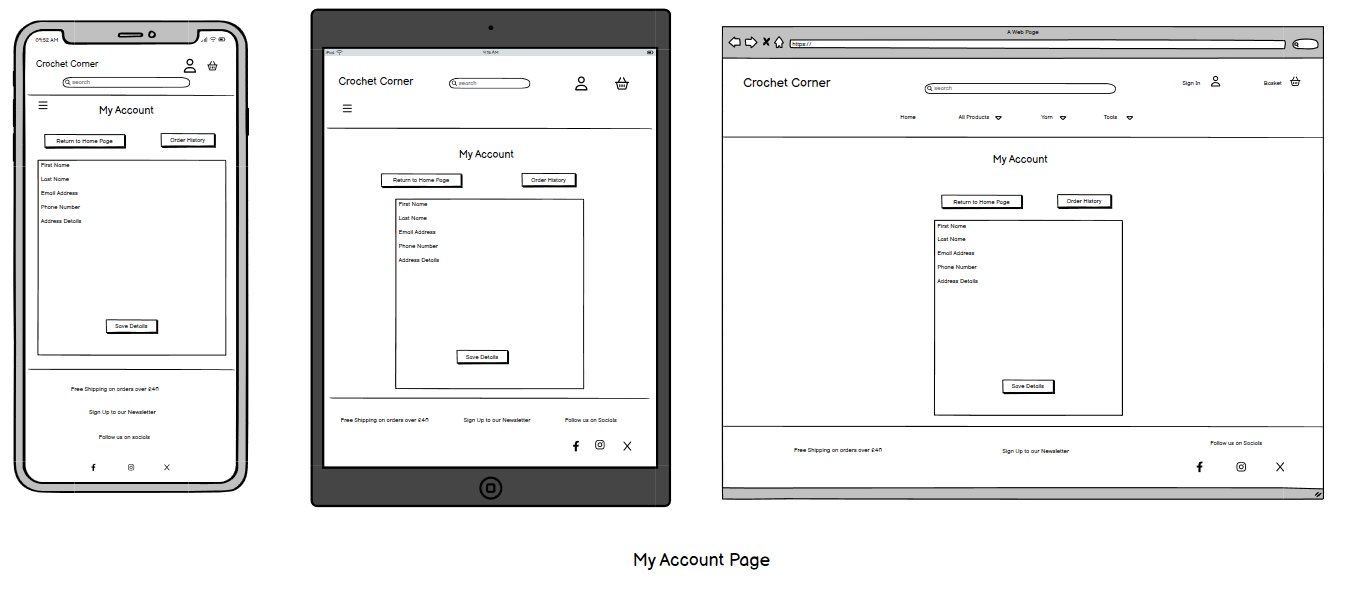 09:52 AM
Crochet Corner
search
My Account
Return to Home Page
Order History
First Name
Last Name
Email Address
Phone Number
Address Details
Save Details
Free Shipping on orders over £40
Sign Up to our Newsletter
Follow us on socials
iPad
9:16 AM
Crochet Corner
search
My Account
Return to Home Page
Order History
First Name
Last Name
Email Address
Phone Number
Address Details
Save Details
Free Shipping on orders over £40
Sign Up to our Newsletter
Follow us on Socials
A Web Page
https://
Crochet Corner
search
Sign In
Basket
Home
All Products
Yarn
Tools
My Account
Return to Home Page
Order History
First Name
Last Name
Email Address
Phone Number
Address Details
Save Details
Free Shipping on orders over £40
Sign Up to our Newsletter
Follow us on Socials
My Account Page